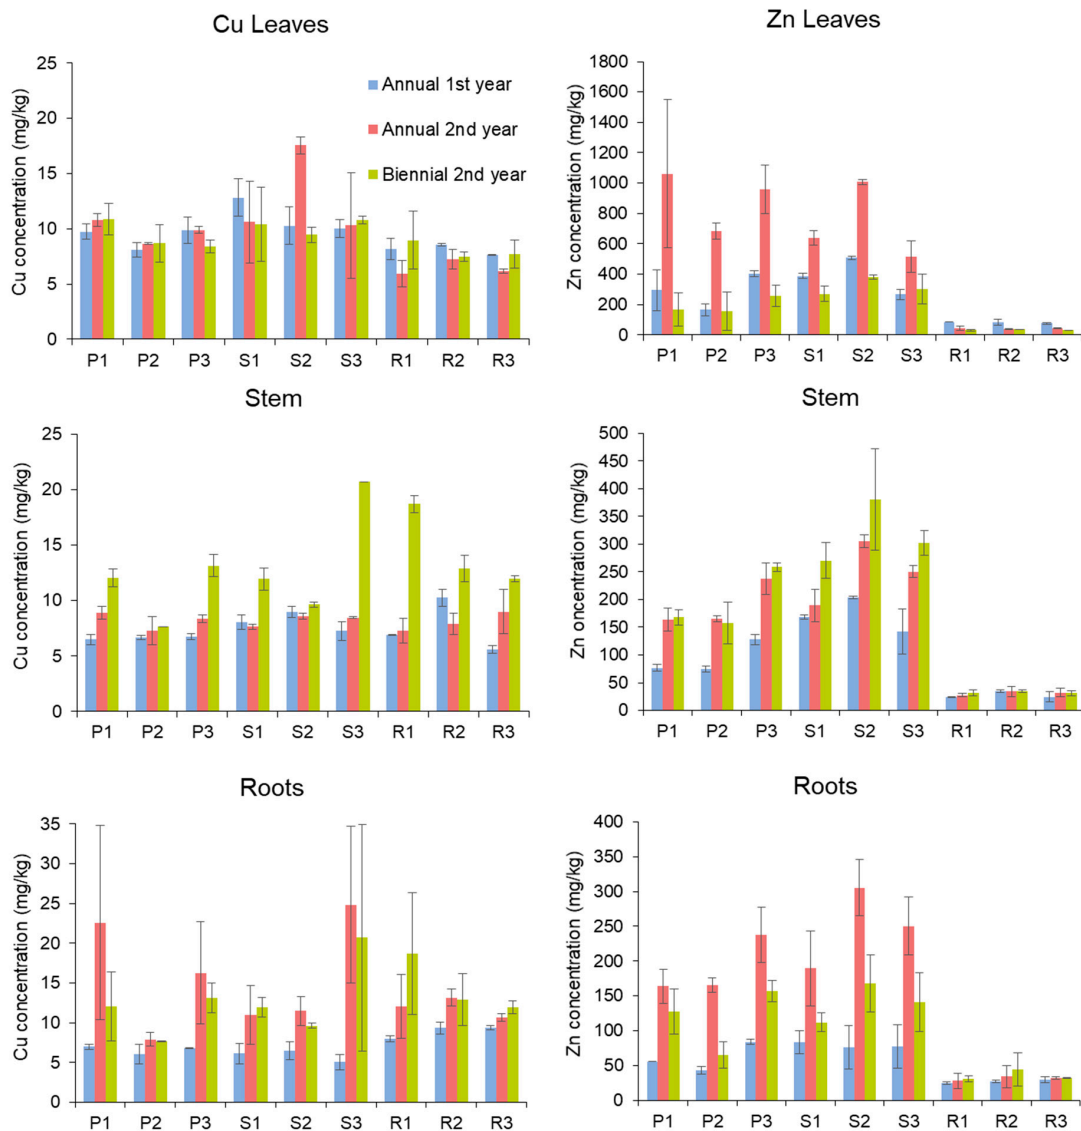 Cu Leaves
Cu concentration (mg/kg)
25
20
15
10
5
0
P1 P2 P3 S1 S2 S3 R1 R2 R3
Annual 1st year
Annual 2nd year
Biennial 2nd year
Zn Leaves
Zn concentration (mg/kg)
1800
1600
1400
1200
1000
800
600
400
200
0
P1 P2 P3 S1 S2 S3 R1 R2 R3
Stem
Cu concentration (mg/kg)
25
20
15
10
5
0
P1 P2 P3 S1 S2 S3 R1 R2 R3
Stem
Zn concentration (mg/kg)
500
450
400
350
300
250
200
150
100
50
0
P1 P2 P3 S1 S2 S3 R1 R2 R3
Roots
Cu concentration (mg/kg)
35
30
25
20
15
10
5
0
P1 P2 P3 S1 S2 S3 R1 R2 R3
Roots
Zn concentration (mg/kg)
400
350
300
250
200
150
100
50
0
P1 P2 P3 S1 S2 S3 R1 R2 R3